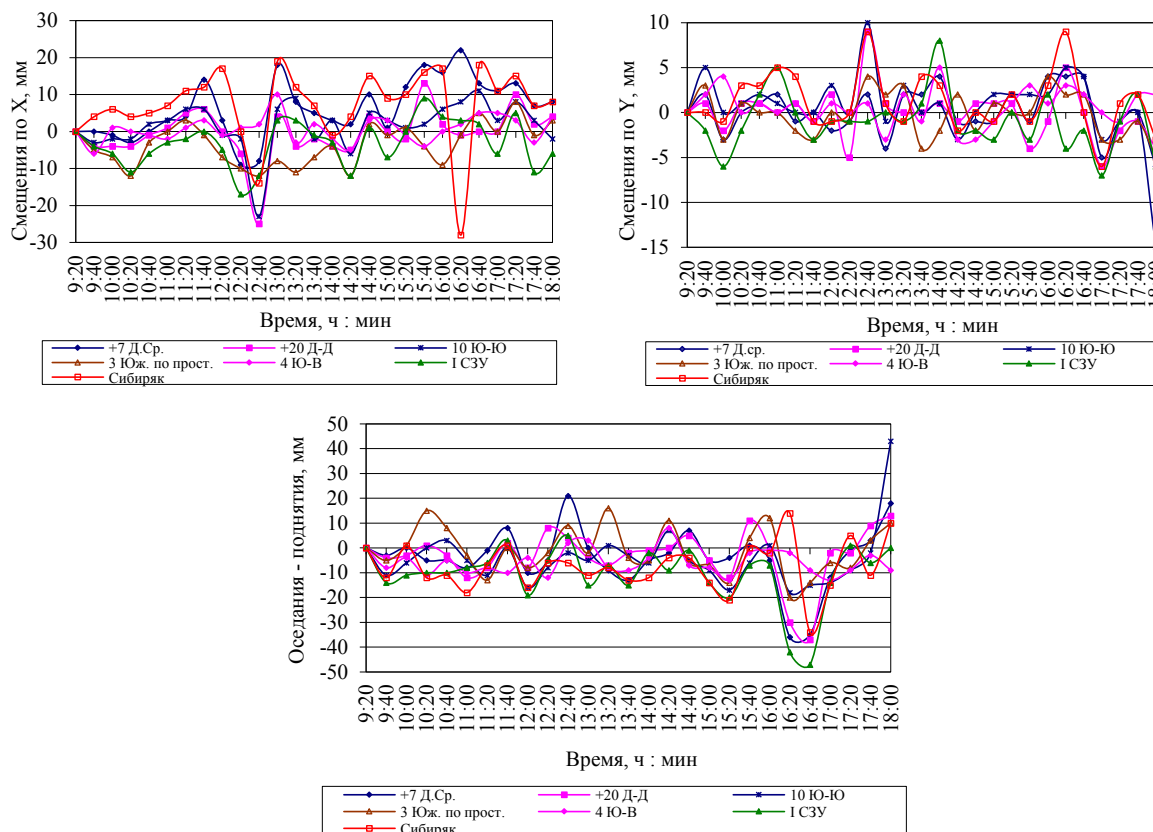 30
20
10
0
-10
-20
-30
Смещения по X, мм
9:20 9:40 10:00 10:20 10:40 11:00 11:20 11:40 12:00 12:20 12:40 13:00 13:20 13:40 14:00 14:20 14:40 15:00 15:20 15:40 16:00 16:20 16:40 17:00 17:20 17:40 18:00
Время, ч : мин
+7 Д.Ср. +20 Д-Д 10 Ю-Ю
3 Юж. по прост. 4 Ю-В I СЗУ
Сибиряк
10
5
0
-5
-10
-15
Смещения по Y, мм
9:20 9:40 10:00 10:20 10:40 11:00 11:20 11:40 12:00 12:20 12:40 13:00 13:20 13:40 14:00 14:20 14:40 15:00 15:20 15:40 16:00 16:20 16:40 17:00 17:20 17:40
Время, ч : мин
+7 Д.ср. +20 Д-Д 10 Ю-Ю
3 Юж. по прост. 4 Ю-В I СЗУ
Сибиряк
50
40
30
20
10
0
-10
-20
-30
-40
-50
Оседания - поднятия, мм
9:20 9:40 10:00 10:20 10:40 11:00 11:20 11:40 12:00 12:20 12:40 13:00 13:20 13:40 14:00 14:20 14:40 15:00 15:20 15:40 16:00 16:20 16:40 17:00 17:20 17:40 18:00
Время, ч : мин
+7 Д.Ср. +20 Д-Д 10 Ю-Ю
3 Юж. по прост. 4 Ю-В I СЗУ
Сибиряк